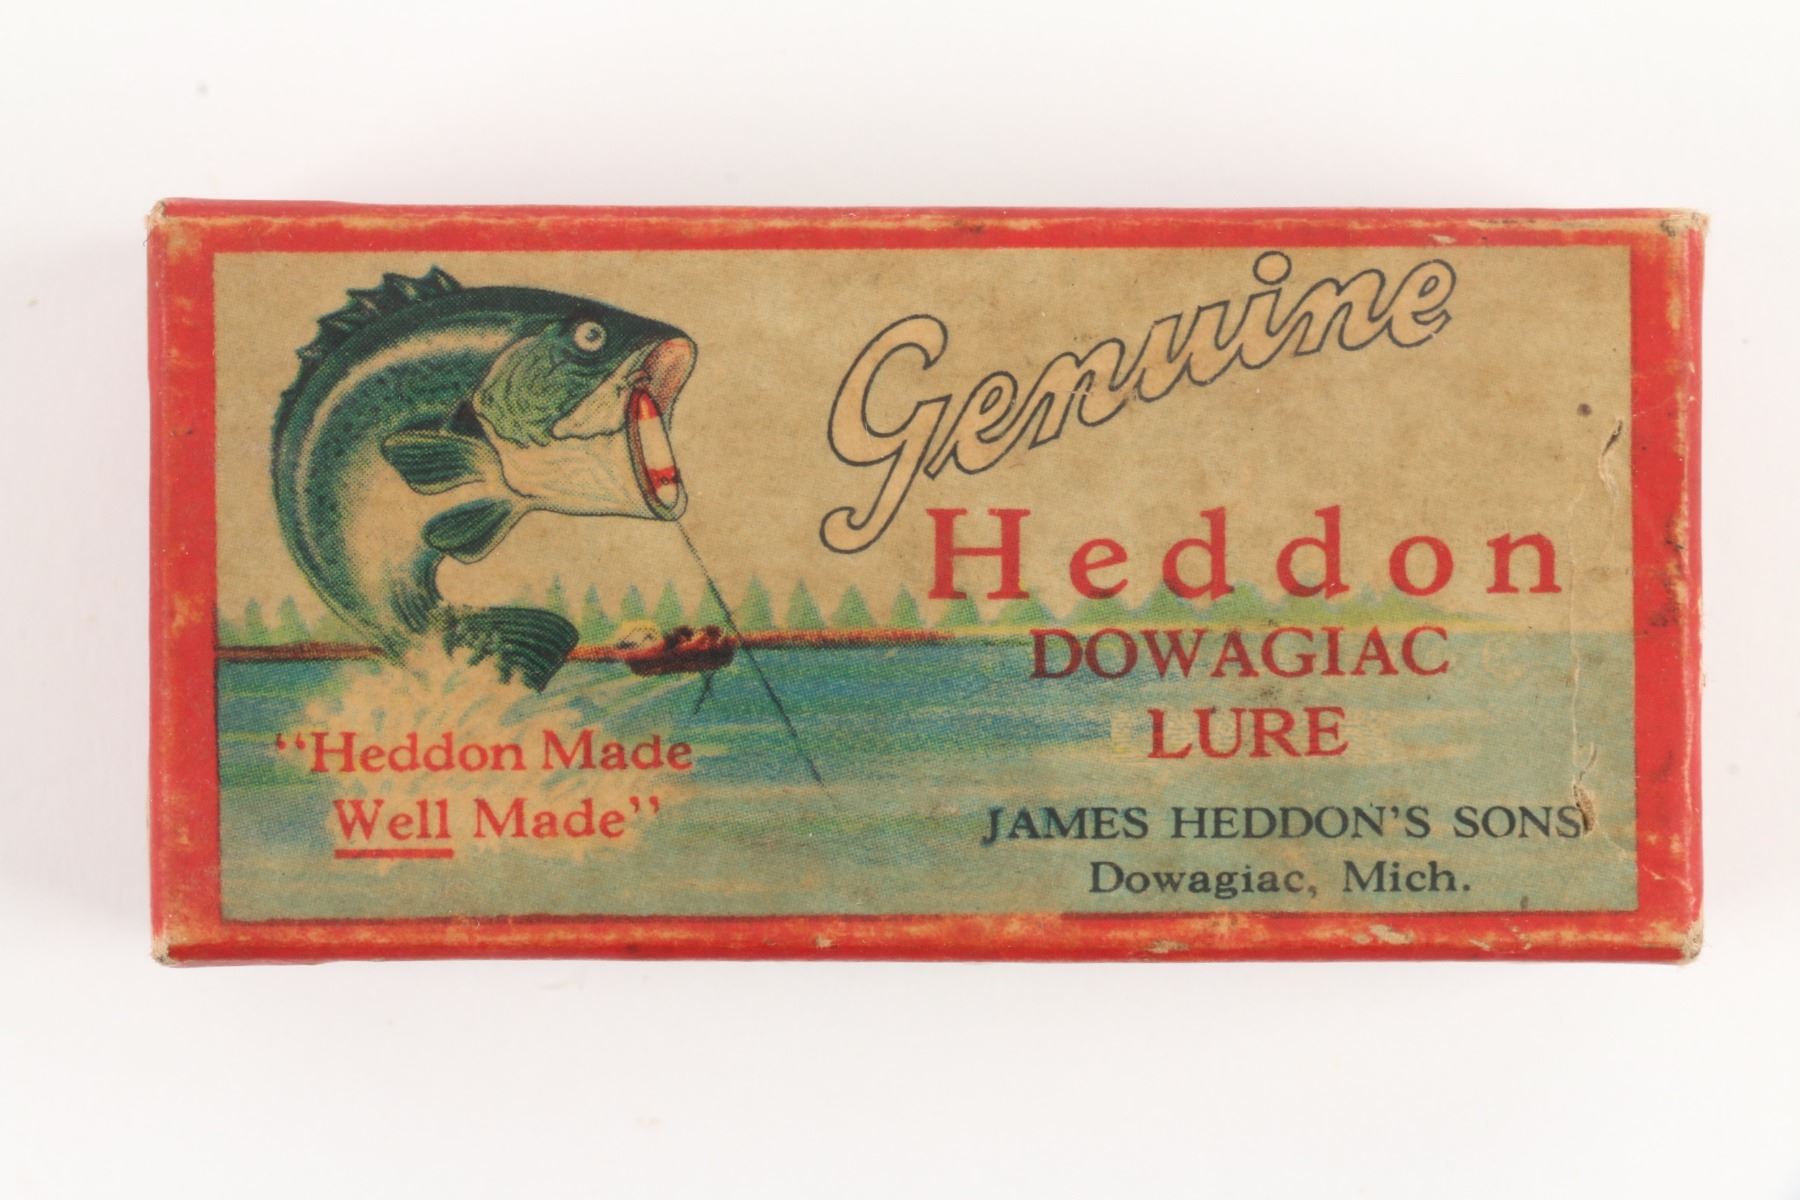 Genuine
Heddon
DOWAGIAC
LURE
JAMES HEDDON'S SONS
Dowagiac, Mich.
"Heddon Made
Well Made"